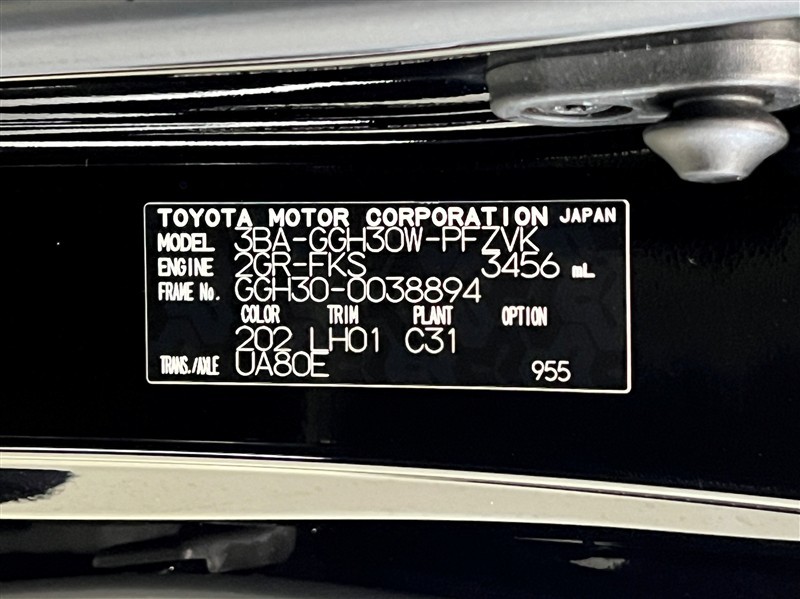 TOYOTA MOTOR CORPORATION JAPAN
MODEL 3BA-GGH30W-PFZVK
ENGINE 2GR-FKS 3456 mL
FRAME No. GGH30-0038894
COLOR TRIM PLANT OPTION
202 LH01 C31
TRANS./AXLE UA80E 955